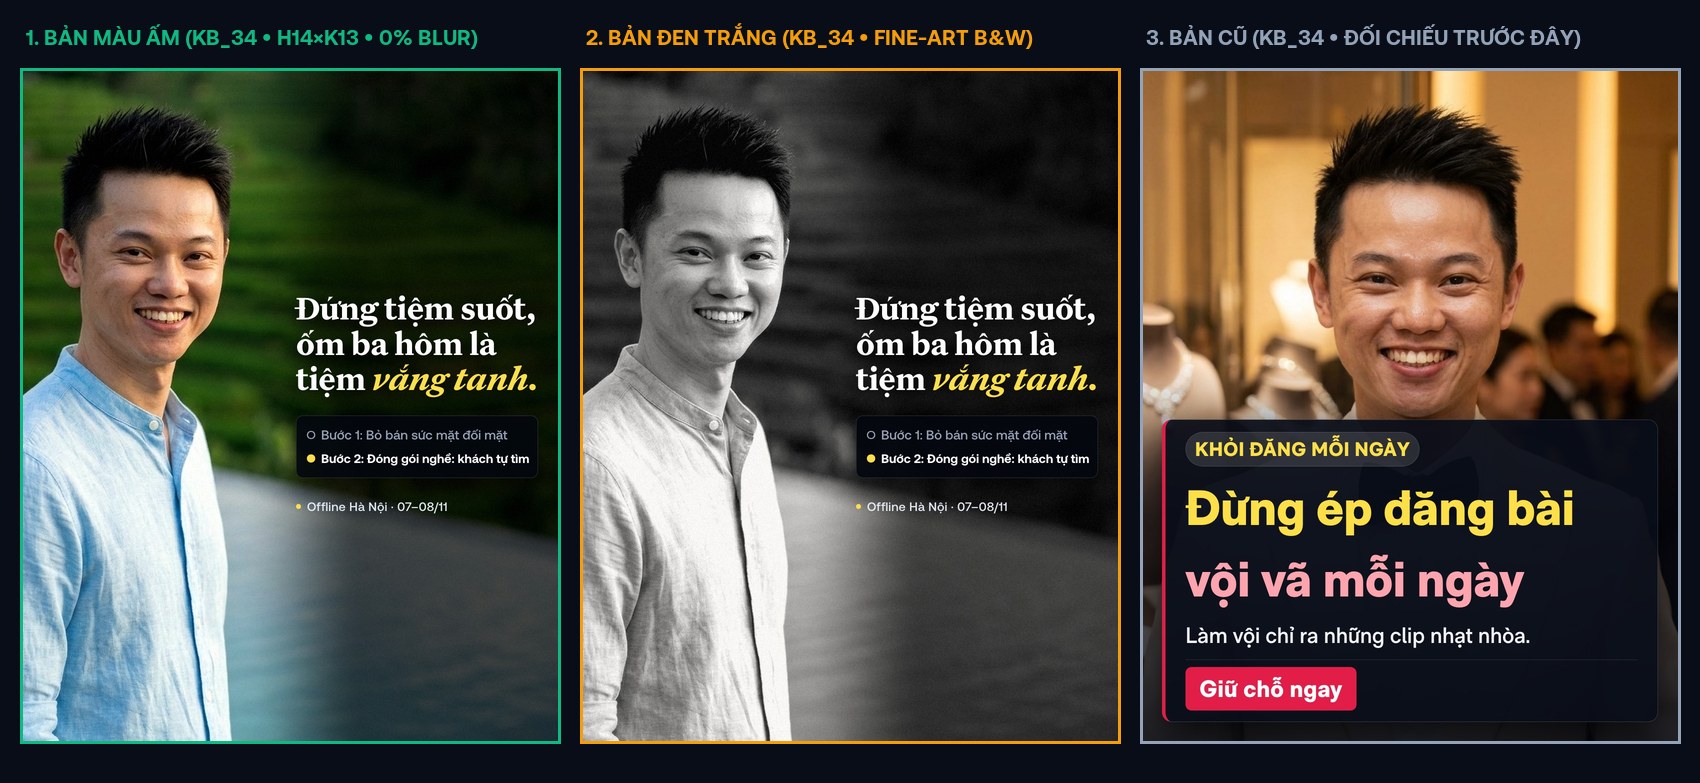 1. BẢN MÀU ẤM (KB_34 • H14×K13 • 0% BLUR)
Đứng tiệm suốt,
ốm ba hôm là
tiệm vắng tanh.
Bước 1: Bỏ bán sức mặt đối mặt
Bước 2: Đóng gói nghề: khách tự tìm
Offline Hà Nội · 07–08/11
2. BẢN ĐEN TRẮNG (KB_34 • FINE-ART B&W)
Đứng tiệm suốt,
ốm ba hôm là
tiệm vắng tanh.
Bước 1: Bỏ bán sức mặt đối mặt
Bước 2: Đóng gói nghề: khách tự tìm
Offline Hà Nội · 07–08/11
3. BẢN CŨ (KB_34 • ĐỐI CHIẾU TRƯỚC ĐÂY)
KHỎI ĐĂNG MỖI NGÀY
Đừng ép đăng bài
vội vã mỗi ngày
Làm vội chỉ ra những clip nhạt nhòa.
Giữ chỗ ngay